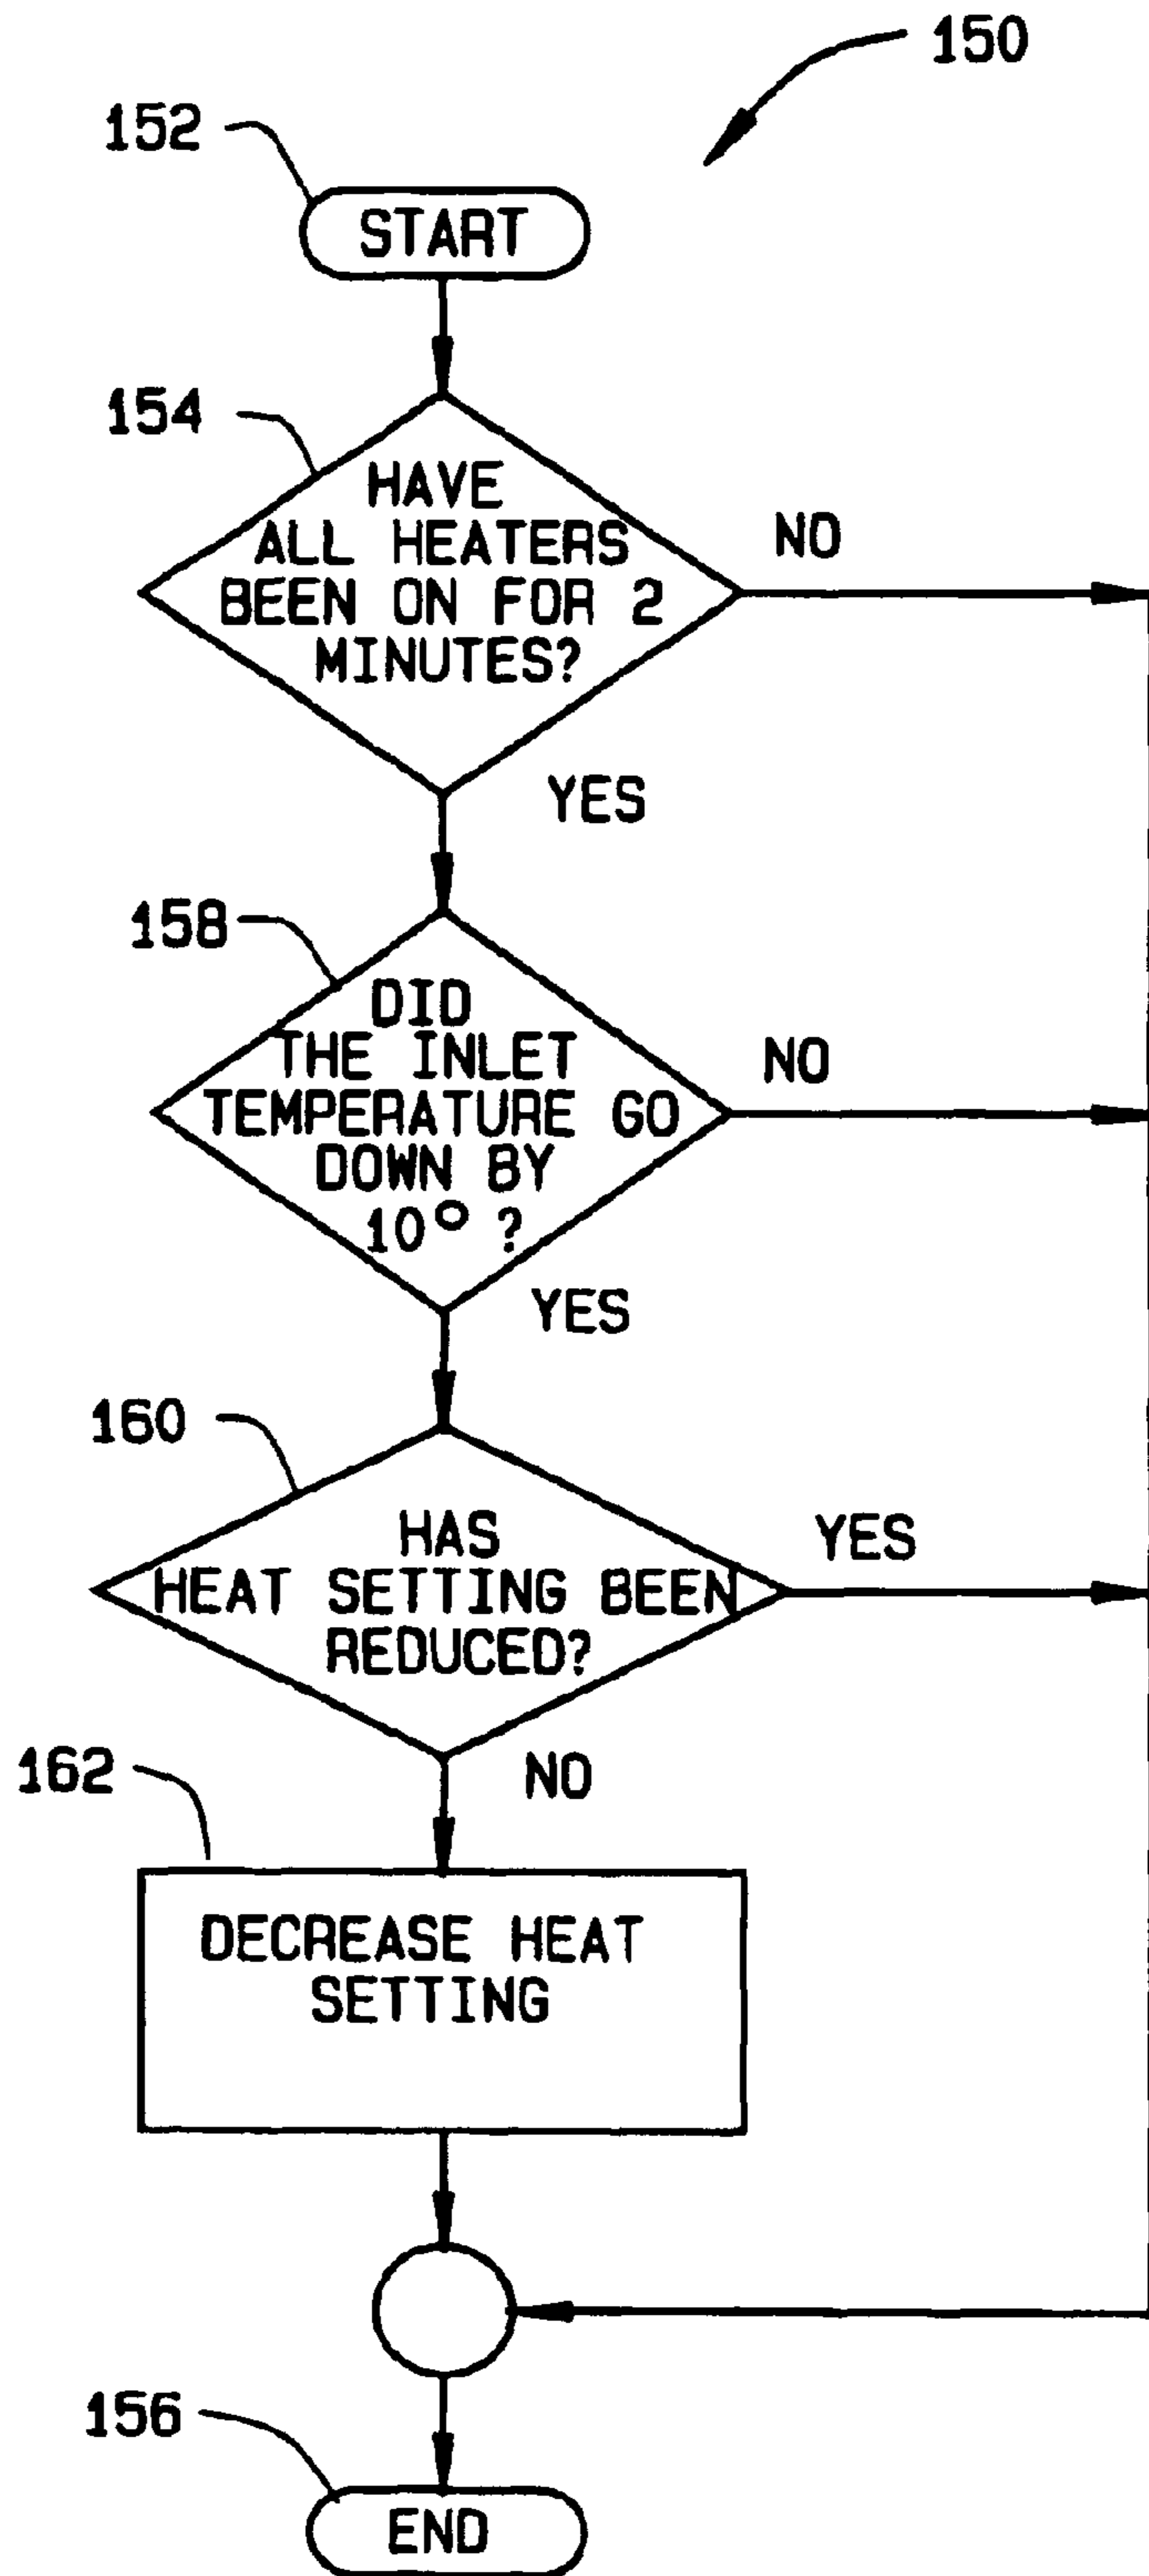 150
152
START
154
HAVE
ALL HEATERS
BEEN ON FOR 2
MINUTES?
NO
YES
158
DID
THE INLET
TEMPERATURE GO
DOWN BY
10° ?
NO
YES
160
HAS
HEAT SETTING BEEN
REDUCED?
YES
NO
162
DECREASE HEAT
SETTING
156
END